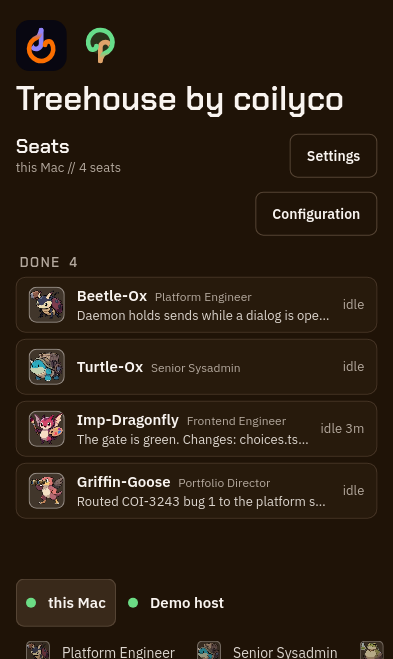 Treehouse by coilyco
Seats
this Mac // 4 seats
Settings
Configuration
DONE 4
Beetle-Ox Platform Engineer
Daemon holds sends while a dialog is ope...
idle
Turtle-Ox Senior Sysadmin
idle
Imp-Dragonfly Frontend Engineer
The gate is green. Changes: choices.ts...
idle 3m
Griffin-Goose Portfolio Director
Routed COI-3243 bug 1 to the platform s...
idle
this Mac Demo host
Platform Engineer Senior Sysadmin